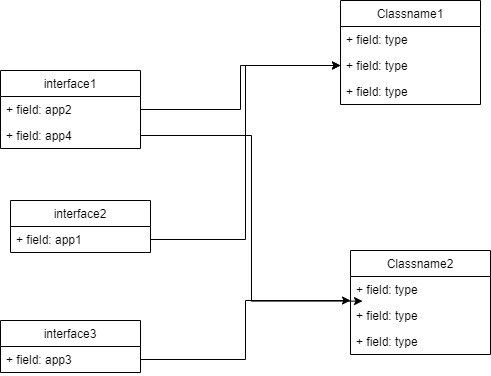 Classname1
+ field: type
+ field: type
+ field: type
interface1
+ field: app2
+ field: app4
interface2
+ field: app1
Classname2
+ field: type
+ field: type
+ field: type
interface3
+ field: app3